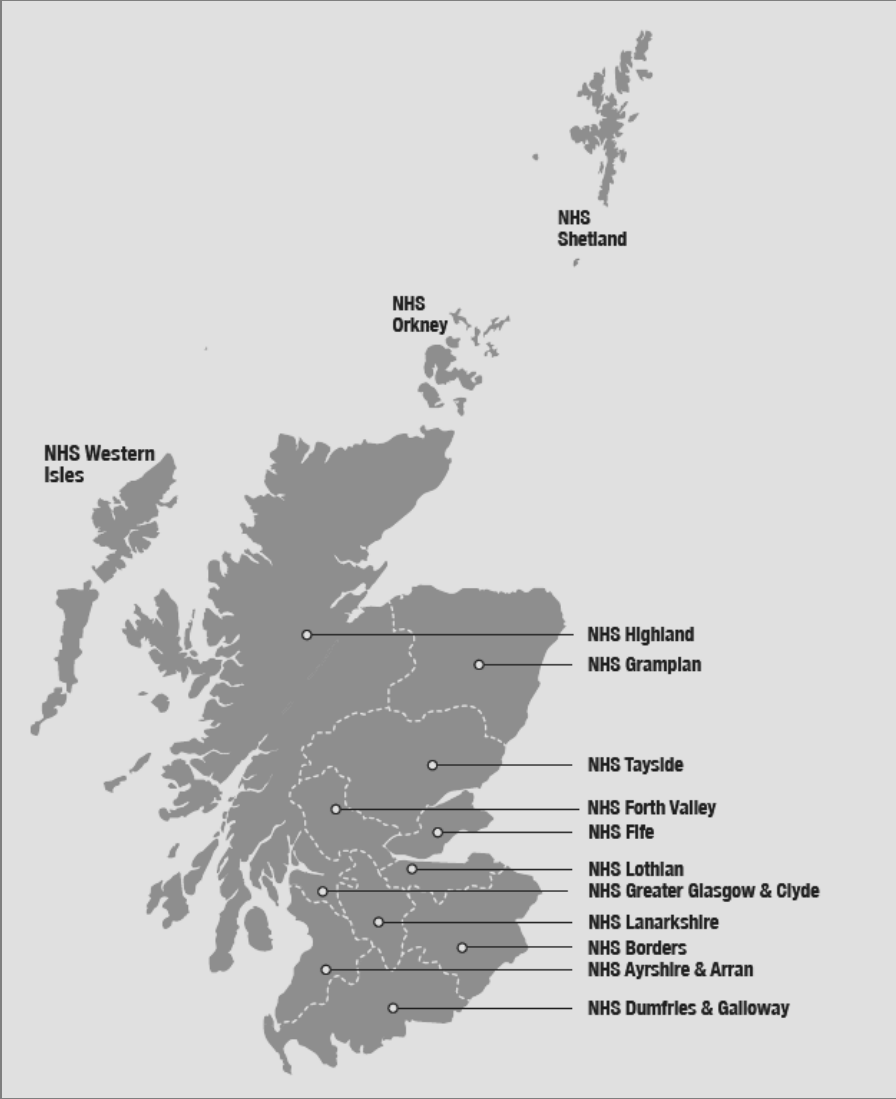 NHS
Shetland
NHS
Orkney
NHS Western
Isles
NHS Highland
NHS Grampian
NHS Tayside
NHS Forth Valley
NHS Fife
NHS Lothian
NHS Greater Glasgow & Clyde
NHS Lanarkshire
NHS Borders
NHS Ayrshire & Arran
NHS Dumfries & Galloway